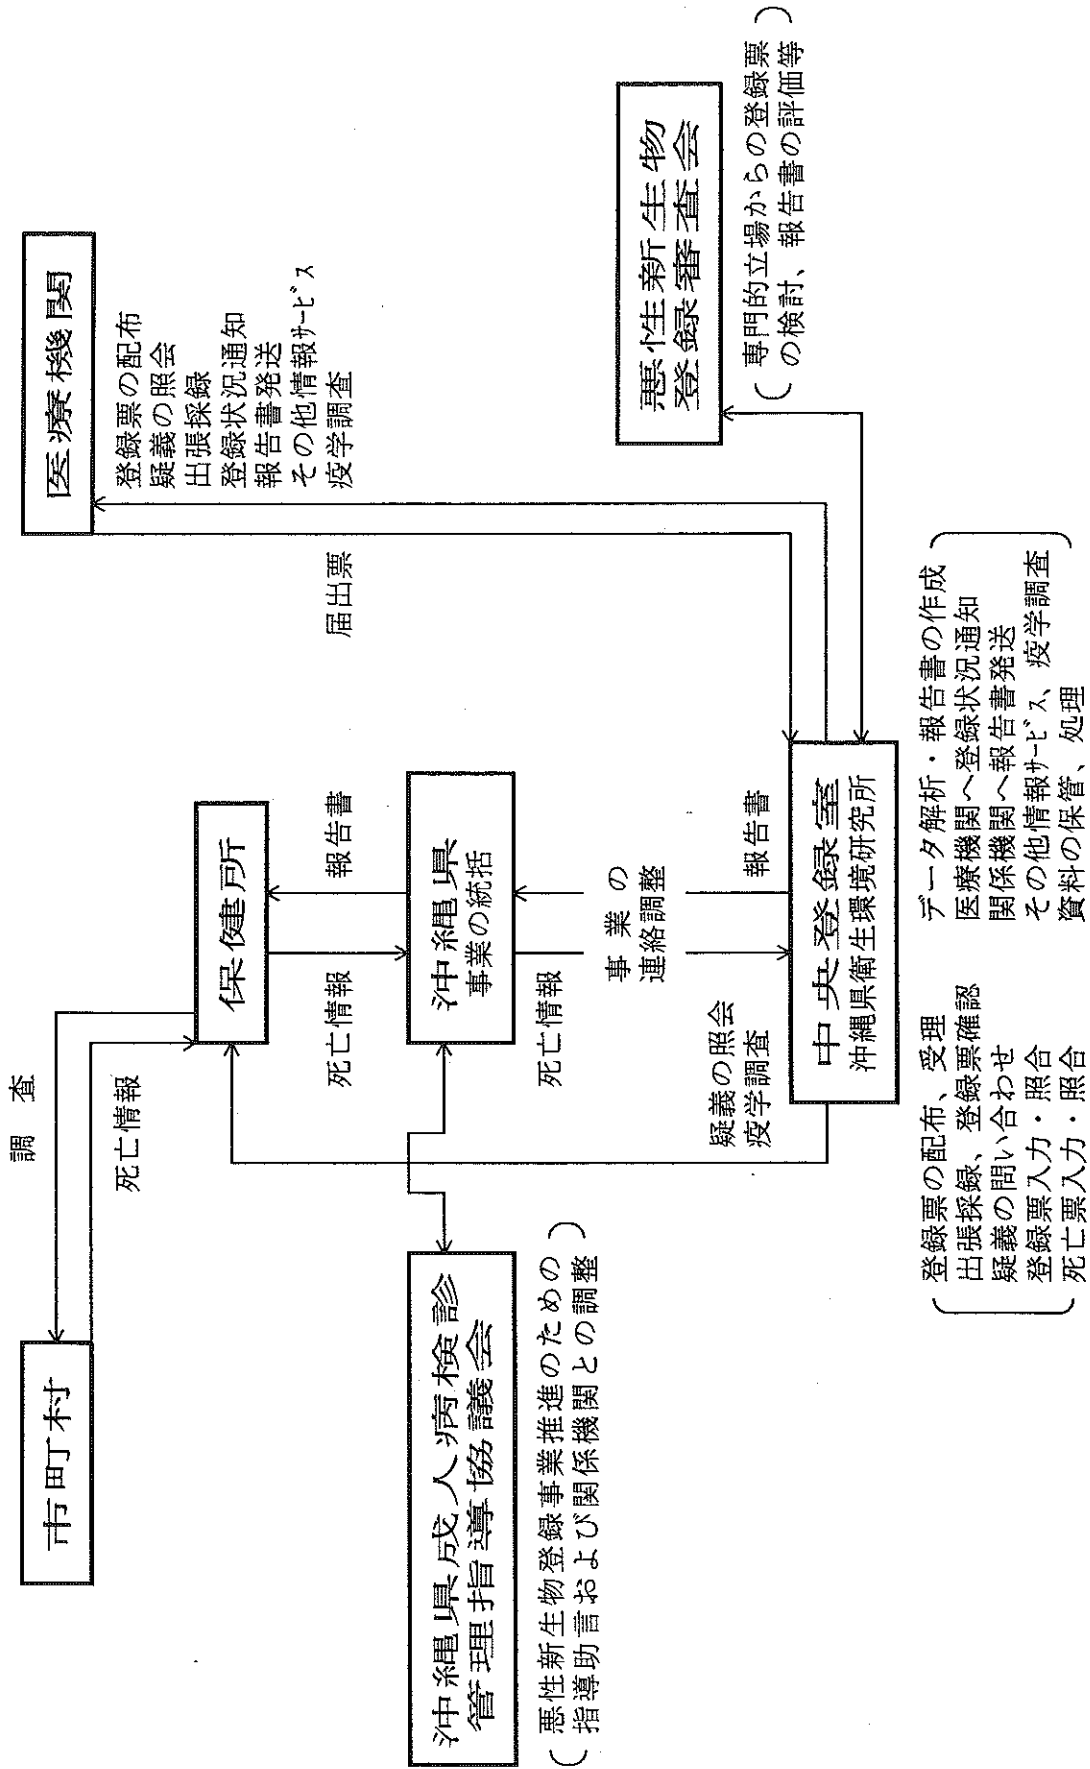 市町村
調　査
死亡情報
保健所
死亡情報
報告書
沖縄県
事業の統括
死亡情報
事業の
連絡調整
報告書
疑義の照会
疫学調査
沖縄県成人病検診
管理指導協議会
(悪性新生物登録事業推進のための
指導助言および関係機関との調整)
医療機関
登録票の配布
疑義の照会
出張採録
登録状況通知
報告書発送
その他情報ｻｰﾋﾞｽ
疫学調査
届出票
悪性新生物
登録審査会
(専門的立場からの登録票
の検討、報告書の評価等)
中央登録室
沖縄県衛生環境研究所
登録票の配布、受理
出張採録、登録票確認
疑義の問い合わせ
登録票入力・照合
死亡票入力・照合
データ解析・報告書の作成
医療機関へ登録状況通知
関係機関へ報告書発送
その他情報ｻｰﾋﾞｽ、疫学調査
資料の保管、処理